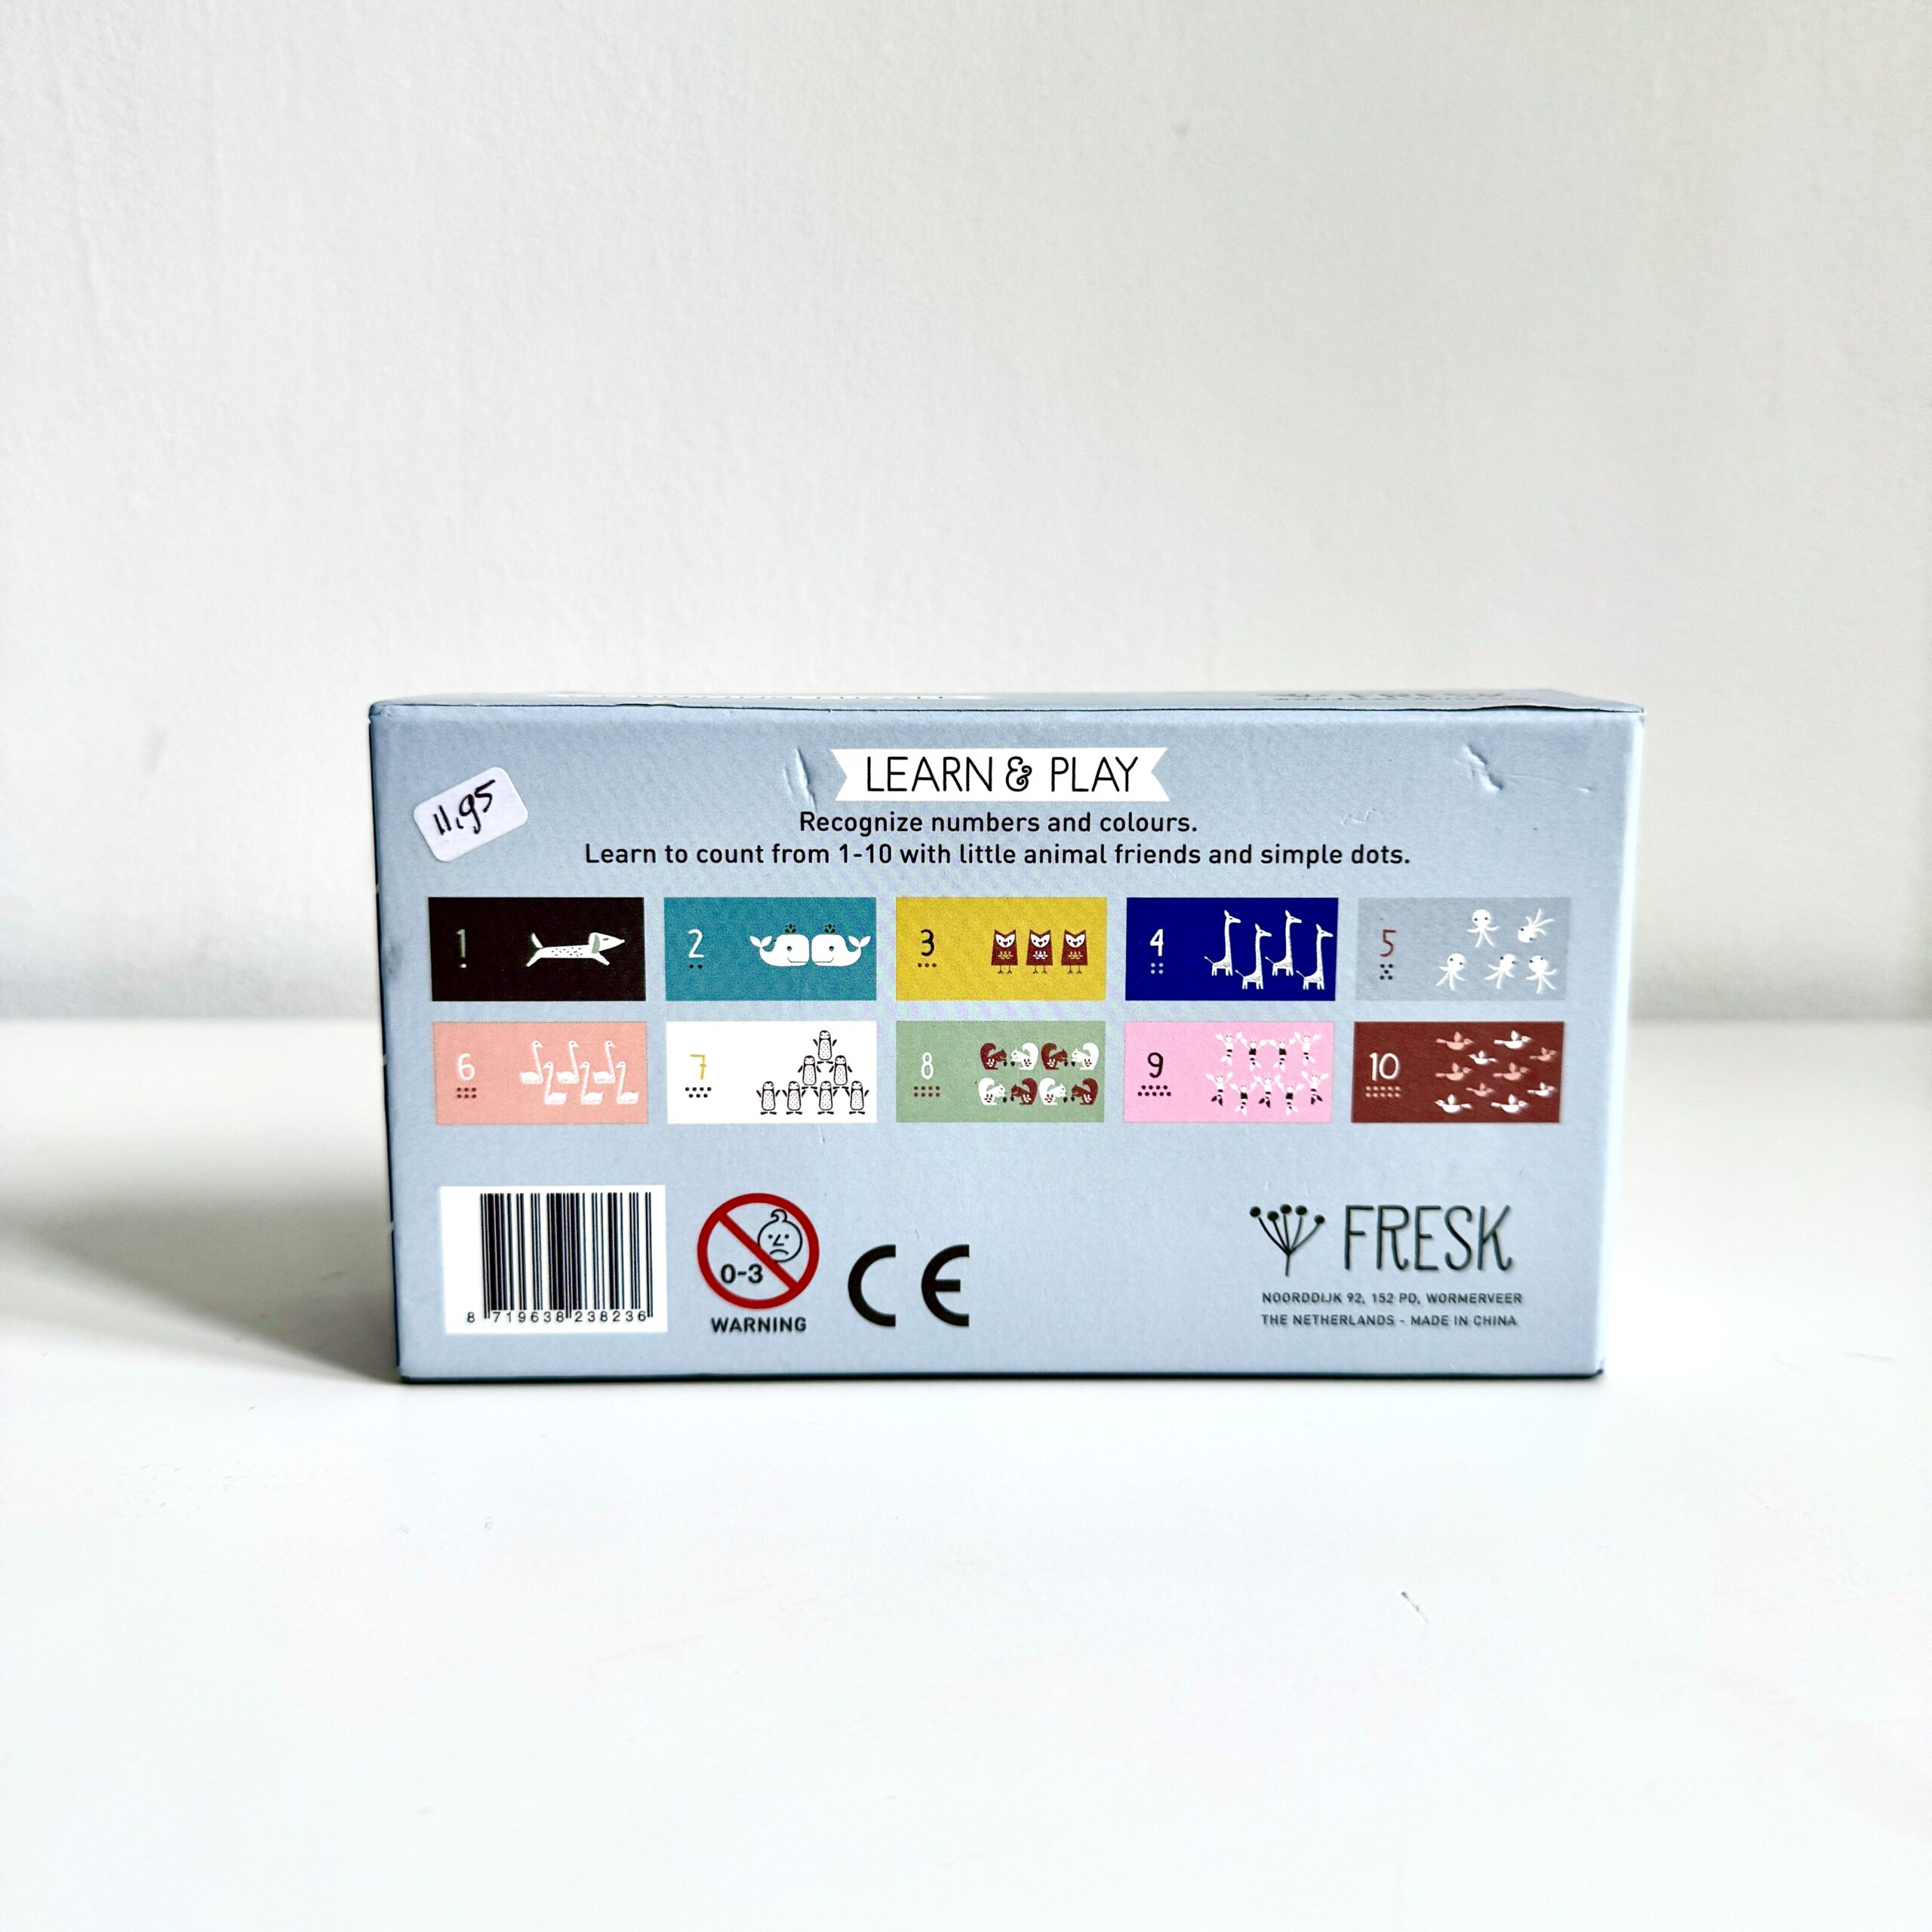 LEARN & PLAY
11,95
Recognize numbers and colours.
Learn to count from 1-10 with little animal friends and simple dots.
1
2
3
4
5
6
7
8
9
10
8 719638 238236
0-3
WARNING
CE
FRESK
NOORDDIJK 92, 152 PD, WORMERVEER
THE NETHERLANDS - MADE IN CHINA